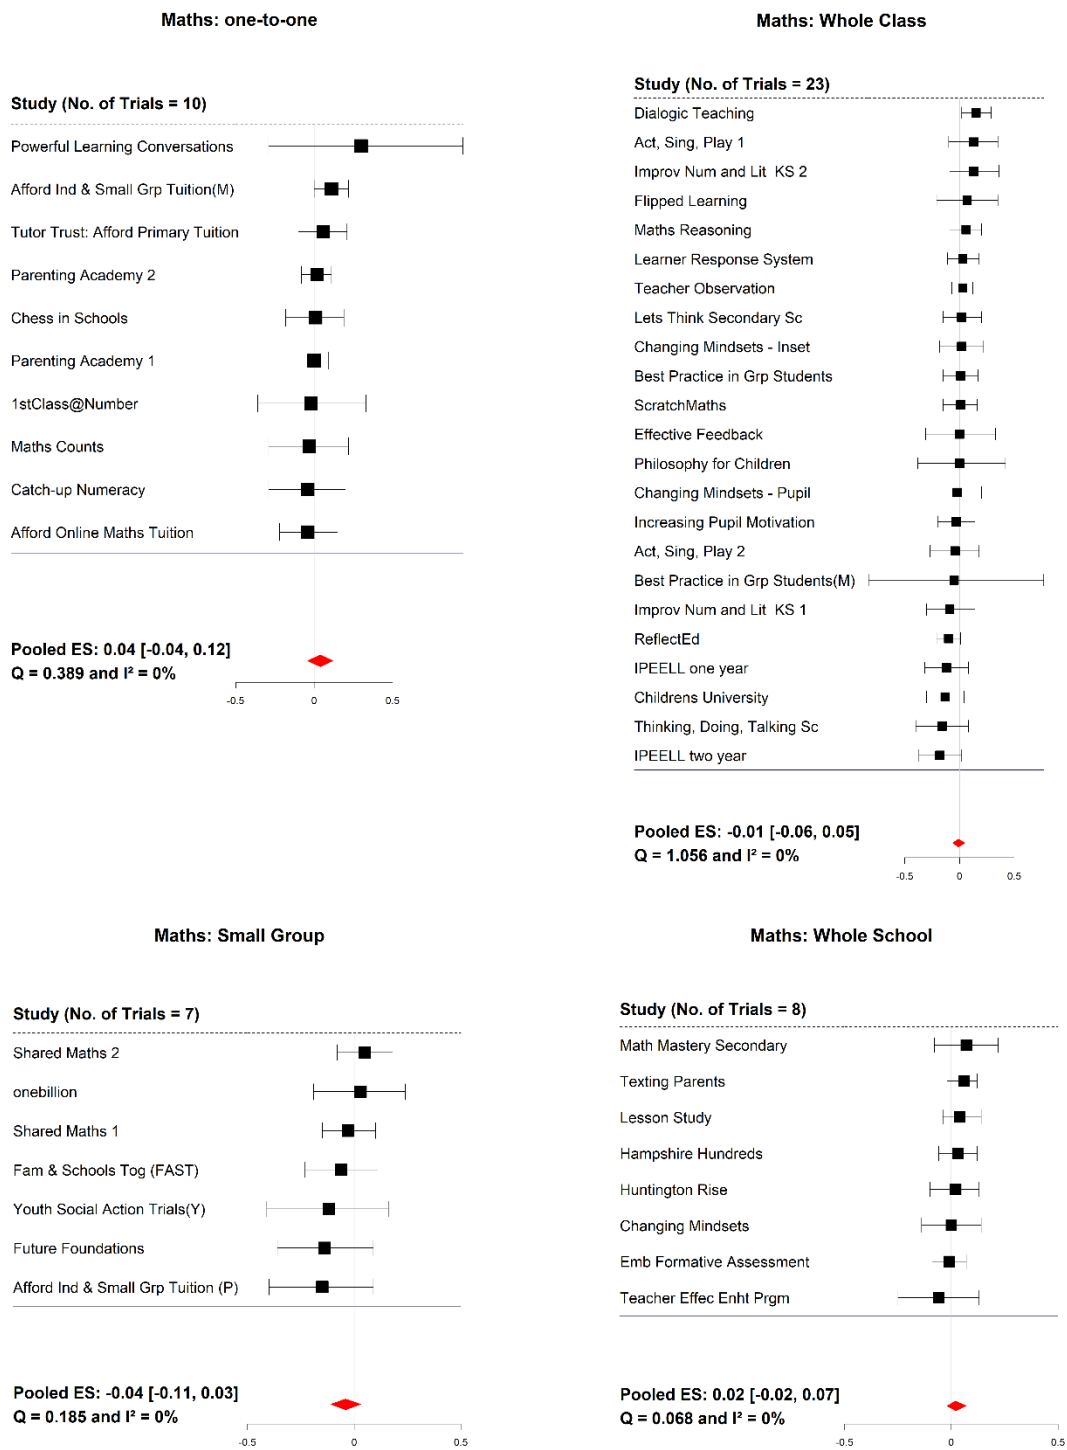 Maths: one-to-one
Study (No. of Trials = 10)
Powerful Learning Conversations
Afford Ind & Small Grp Tuition(M)
Tutor Trust: Afford Primary Tuition
Parenting Academy 2
Chess in Schools
Parenting Academy 1
1stClass@Number
Maths Counts
Catch-up Numeracy
Afford Online Maths Tuition
Pooled ES: 0.04 [-0.04, 0.12]
Q = 0.389 and I² = 0%
-0.5 0 0.5
Maths: Whole Class
Study (No. of Trials = 23)
Dialogic Teaching
Act, Sing, Play 1
Improv Num and Lit KS 2
Flipped Learning
Maths Reasoning
Learner Response System
Teacher Observation
Lets Think Secondary Sc
Changing Mindsets - Inset
Best Practice in Grp Students
ScratchMaths
Effective Feedback
Philosophy for Children
Changing Mindsets - Pupil
Increasing Pupil Motivation
Act, Sing, Play 2
Best Practice in Grp Students(M)
Improv Num and Lit KS 1
ReflectEd
IPEELL one year
Childrens University
Thinking, Doing, Talking Sc
IPEELL two year
Pooled ES: -0.01 [-0.06, 0.05]
Q = 1.056 and I² = 0%
-0.5 0 0.5
Maths: Small Group
Study (No. of Trials = 7)
Shared Maths 2
onebillion
Shared Maths 1
Fam & Schools Tog (FAST)
Youth Social Action Trials(Y)
Future Foundations
Afford Ind & Small Grp Tuition (P)
Pooled ES: -0.04 [-0.11, 0.03]
Q = 0.185 and I² = 0%
-0.5 0 0.5
Maths: Whole School
Study (No. of Trials = 8)
Math Mastery Secondary
Texting Parents
Lesson Study
Hampshire Hundreds
Huntington Rise
Changing Mindsets
Emb Formative Assessment
Teacher Effec Enht Prgm
Pooled ES: 0.02 [-0.02, 0.07]
Q = 0.068 and I² = 0%
-0.5 0 0.5